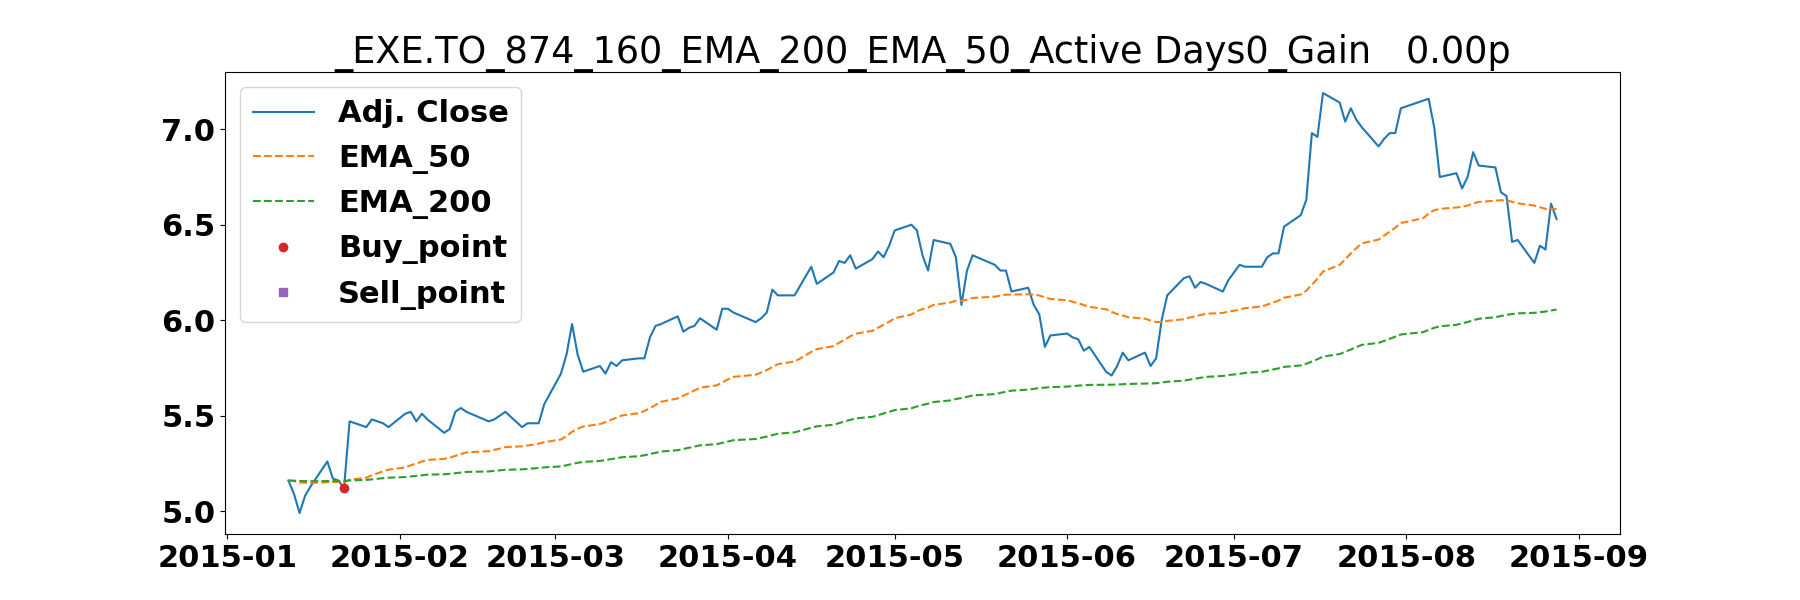 _EXE.TO_874_160_EMA_200_EMA_50_Active Days0_Gain   0.00p
Adj. Close
EMA_50
EMA_200
Buy_point
Sell_point
7.0
6.5
6.0
5.5
5.0
2015-01 2015-02 2015-03 2015-04 2015-05 2015-06 2015-07 2015-08 2015-09